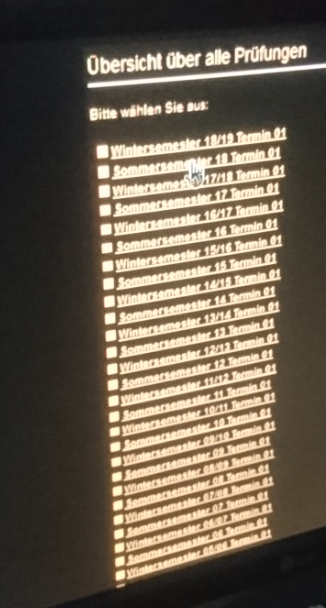 Übersicht über alle Prüfungen
Bitte wählen Sie aus:
Wintersemester 18/19 Termin 01
Sommersemester 18 Termin 01
Wintersemester 17/18 Termin 01
Sommersemester 17 Termin 01
Wintersemester 16/17 Termin 01
Sommersemester 16 Termin 01
Wintersemester 15/16 Termin 01
Sommersemester 15 Termin 01
Wintersemester 14/15 Termin 01
Sommersemester 14 Termin 01
Wintersemester 13/14 Termin 01
Sommersemester 13 Termin 01
Wintersemester 12/13 Termin 01
Sommersemester 12 Termin 01
Wintersemester 11/12 Termin 01
Sommersemester 11 Termin 01
Wintersemester 10/11 Termin 01
Sommersemester 10 Termin 01
Wintersemester 09/10 Termin 01
Sommersemester 09 Termin 01
Wintersemester 08/09 Termin 01
Sommersemester 08 Termin 01
Wintersemester 07/08 Termin 01
Sommersemester 07 Termin 01
Wintersemester 06/07 Termin 01
Sommersemester 06 Termin 01
Wintersemester 05/06 Termin 01